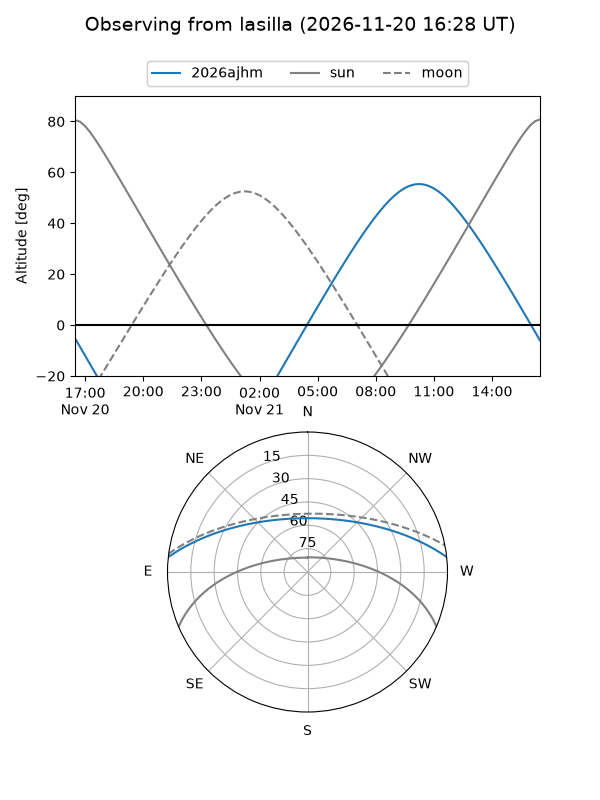 Observing from lasilla (2026-11-20 16:28 UT)
2026ajhm sun moon
Altitude [deg]
80
60
40
20
0
−20
17:00 20:00 23:00 02:00 05:00 08:00 11:00 14:00
Nov 20 Nov 21
N
NE NW
15
30
45
60
75
E W
SE SW
S